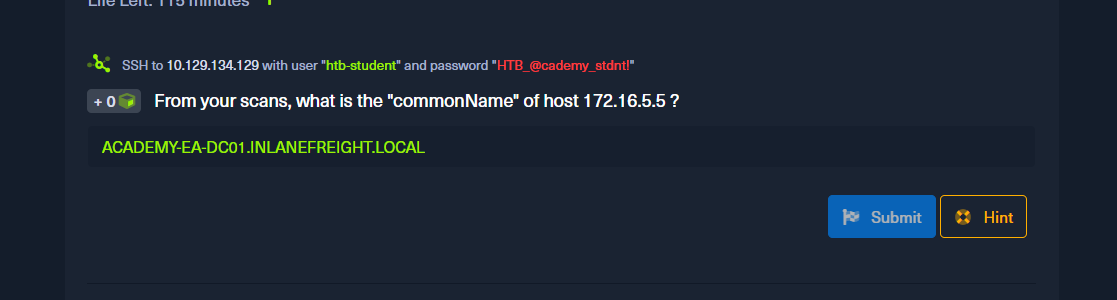 Life Left: 115 minutes +
SSH to 10.129.134.129 with user "htb-student" and password "HTB_@cademy_stdnt!"
+ 0 From your scans, what is the "commonName" of host 172.16.5.5 ?
ACADEMY-EA-DC01.INLANEFREIGHT.LOCAL
Submit Hint